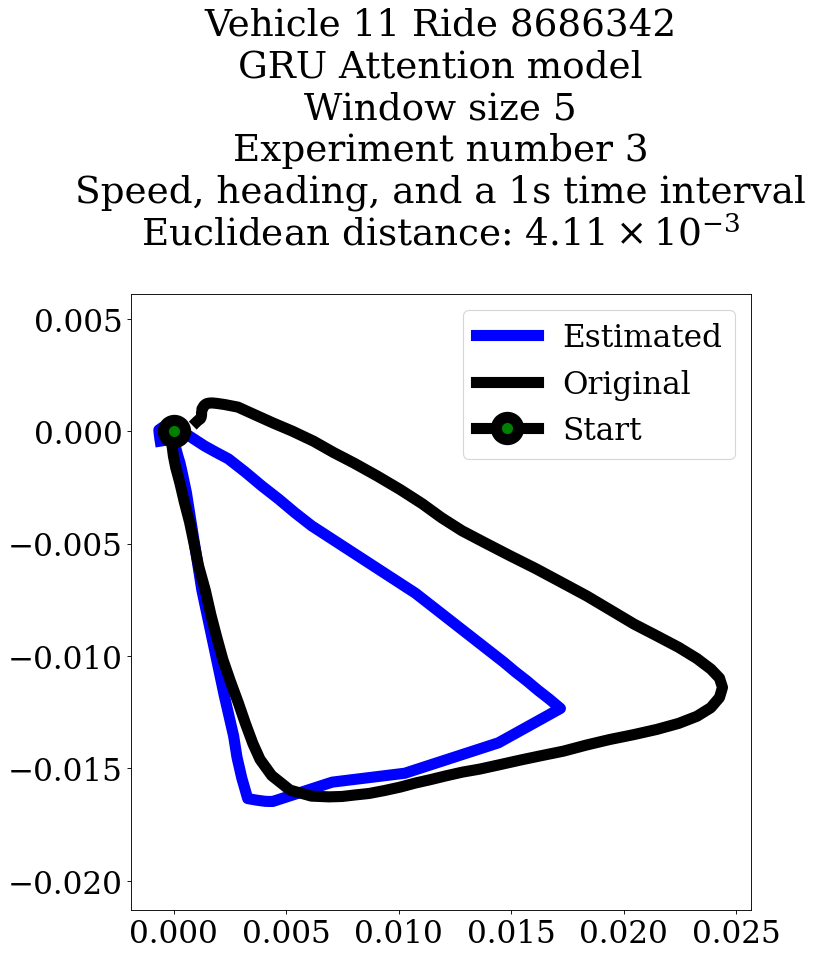 Vehicle 11 Ride 8686342
GRU Attention model
Window size 5
Experiment number 3
Speed, heading, and a 1s time interval
Euclidean distance: 4.11 × 10⁻³
Estimated
Original
Start
0.005
0.000
−0.005
−0.010
−0.015
−0.020
0.000 0.005 0.010 0.015 0.020 0.025